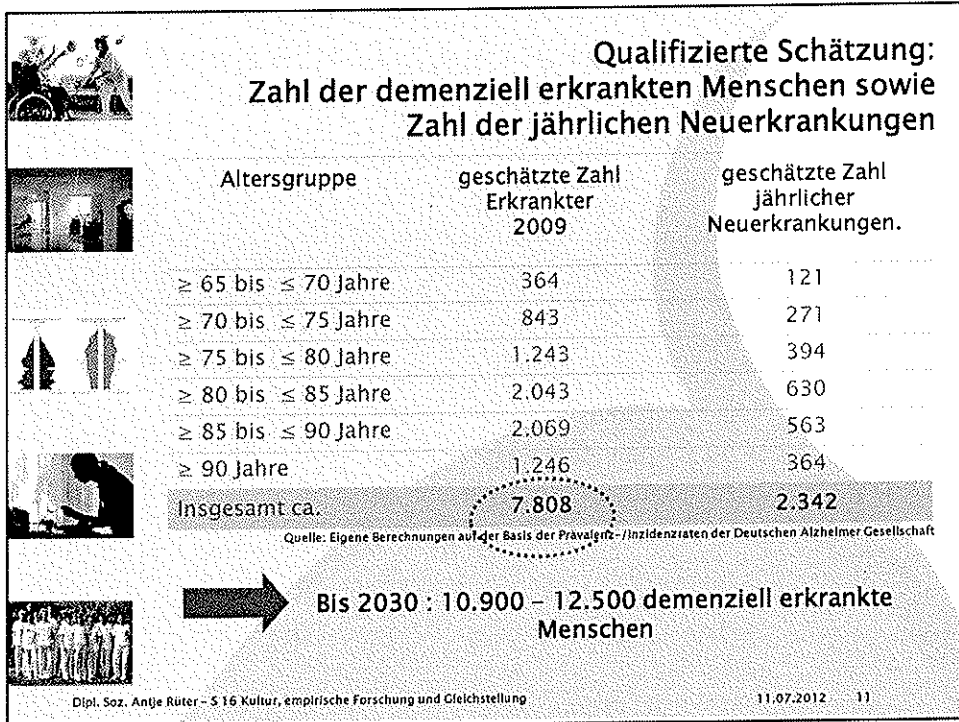 Qualifizierte Schätzung:
Zahl der demenziell erkrankten Menschen sowie
Zahl der jährlichen Neuerkrankungen
Altersgruppe geschätzte Zahl Erkrankter 2009 geschätzte Zahl jährlicher Neuerkrankungen.
≥ 65 bis ≤ 70 Jahre 364 121
≥ 70 bis ≤ 75 Jahre 843 271
≥ 75 bis ≤ 80 Jahre 1.243 394
≥ 80 bis ≤ 85 Jahre 2.043 630
≥ 85 bis ≤ 90 Jahre 2.069 563
≥ 90 Jahre 1.246 364
Insgesamt ca. 7.808 2.342
Quelle: Eigene Berechnungen auf der Basis der Prävalenz-/Inzidenzraten der Deutschen Alzheimer Gesellschaft
Bis 2030 : 10.900 – 12.500 demenziell erkrankte
Menschen
Dipl. Soz. Antje Rüter – S 16 Kultur, empirische Forschung und Gleichstellung 11.07.2012 11